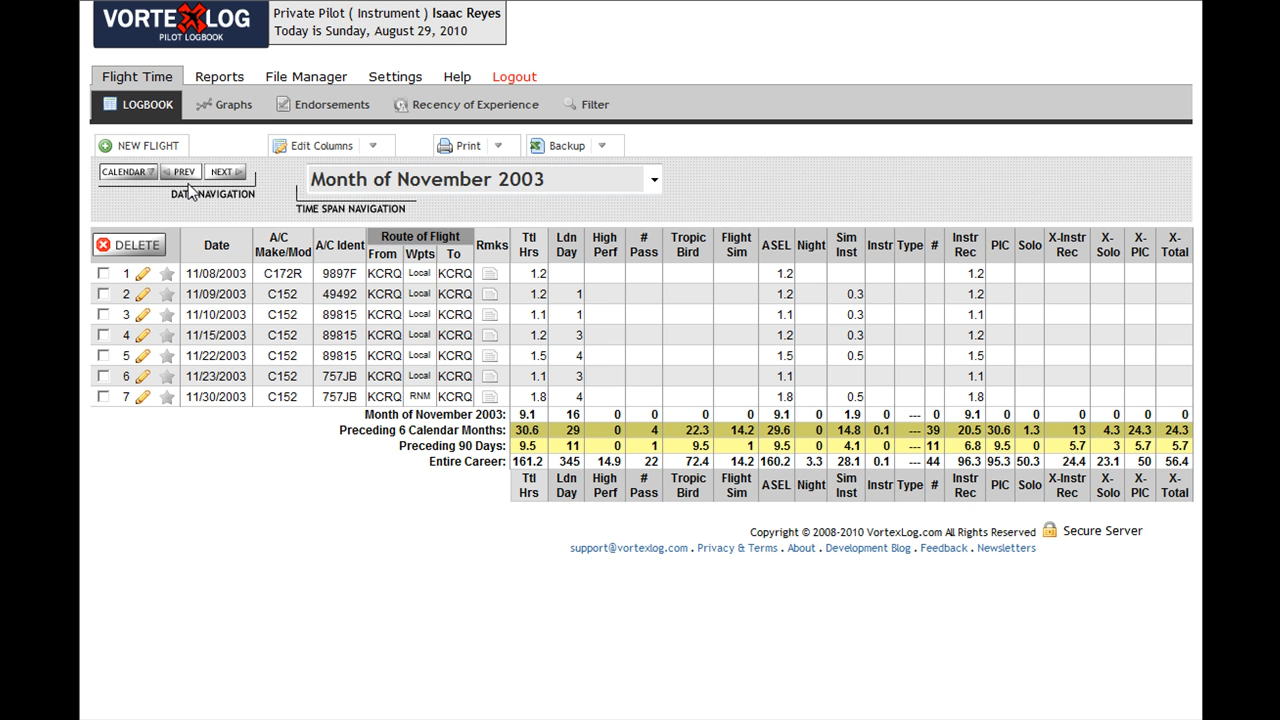 VORTEXLOG
PILOT LOGBOOK
Private Pilot ( Instrument ) Isaac Reyes
Today is Sunday, August 29, 2010
Flight Time Reports File Manager Settings Help Logout
LOGBOOK Graphs Endorsements Recency of Experience Filter
NEW FLIGHT Edit Columns Print Backup
CALENDAR PREV NEXT Month of November 2003
DATE NAVIGATION
TIME SPAN NAVIGATION
DELETE Date A/C Make/Mod A/C Ident Route of Flight From Wpts To Rmks Ttl Hrs Ldn Day High Perf # Pass Tropic Bird Flight Sim ASEL Night Sim Inst Instr Type # Instr Rec PIC Solo X-Instr Rec X-Solo X-PIC X-Total
1 11/08/2003 C172R 9897F KCRQ Local KCRQ 1.2 1.2 1.2
2 11/09/2003 C152 49492 KCRQ Local KCRQ 1.2 1 1.2 0.3 1.2
3 11/10/2003 C152 89815 KCRQ Local KCRQ 1.1 1 1.1 0.3 1.1
4 11/15/2003 C152 89815 KCRQ Local KCRQ 1.2 3 1.2 0.3 1.2
5 11/22/2003 C152 89815 KCRQ Local KCRQ 1.5 4 1.5 0.5 1.5
6 11/23/2003 C152 757JB KCRQ Local KCRQ 1.1 3 1.1 1.1
7 11/30/2003 C152 757JB KCRQ RNM KCRQ 1.8 4 1.8 0.5 1.8
Month of November 2003: 9.1 16 0 0 0 0 9.1 0 1.9 0 --- 0 9.1 0 0 0 0 0 0
Preceding 6 Calendar Months: 30.6 29 0 4 22.3 14.2 29.6 0 14.8 0.1 --- 39 20.5 30.6 1.3 13 4.3 24.3 24.3
Preceding 90 Days: 9.5 11 0 1 9.5 0 9.5 0 4.1 0 --- 11 6.8 9.5 0 5.7 3 5.7 5.7
Entire Career: 161.2 345 14.9 22 72.4 14.2 160.2 3.3 28.1 0.1 --- 44 96.3 95.3 50.3 24.4 23.1 50 56.4
Ttl Hrs Ldn Day High Perf # Pass Tropic Bird Flight Sim ASEL Night Sim Inst Instr Type # Instr Rec PIC Solo X-Instr Rec X-Solo X-PIC X-Total
Copyright © 2008-2010 VortexLog.com All Rights Reserved Secure Server
support@vortexlog.com . Privacy & Terms . About . Development Blog . Feedback . Newsletters